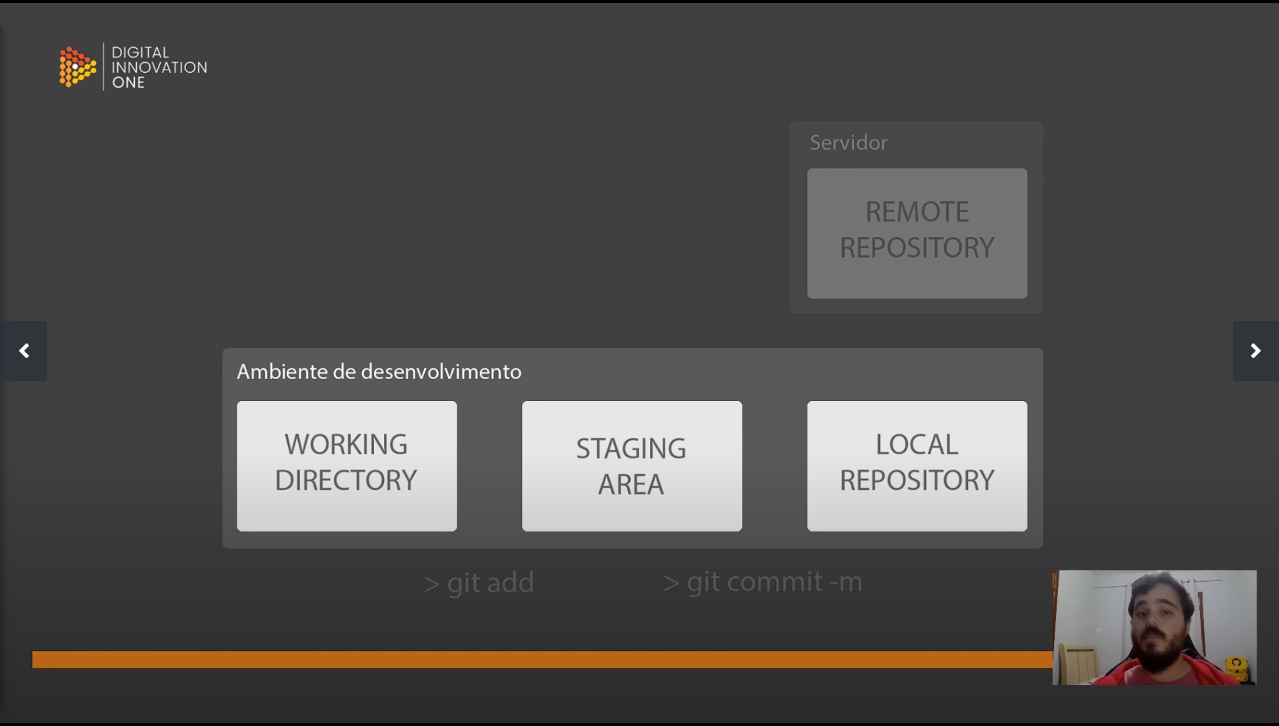 DIGITAL
INNOVATION
ONE
Servidor
REMOTE
REPOSITORY
Ambiente de desenvolvimento
WORKING
DIRECTORY
STAGING
AREA
LOCAL
REPOSITORY
> git add
> git commit -m